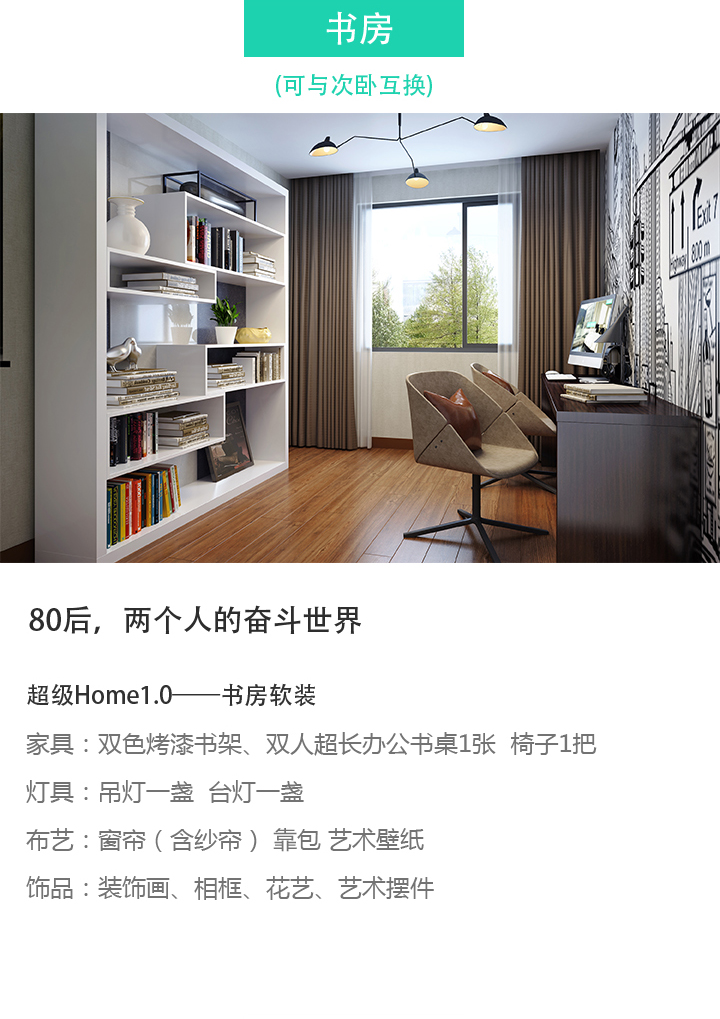 书房
(可与次卧互换)
Exit 7
Highway
800 m
80后，两个人的奋斗世界
超级Home1.0——书房软装
家具：双色烤漆书架、双人超长办公书桌1张 椅子1把
灯具：吊灯一盏 台灯一盏
布艺：窗帘（含纱帘） 靠包 艺术壁纸
饰品：装饰画、相框、花艺、艺术摆件